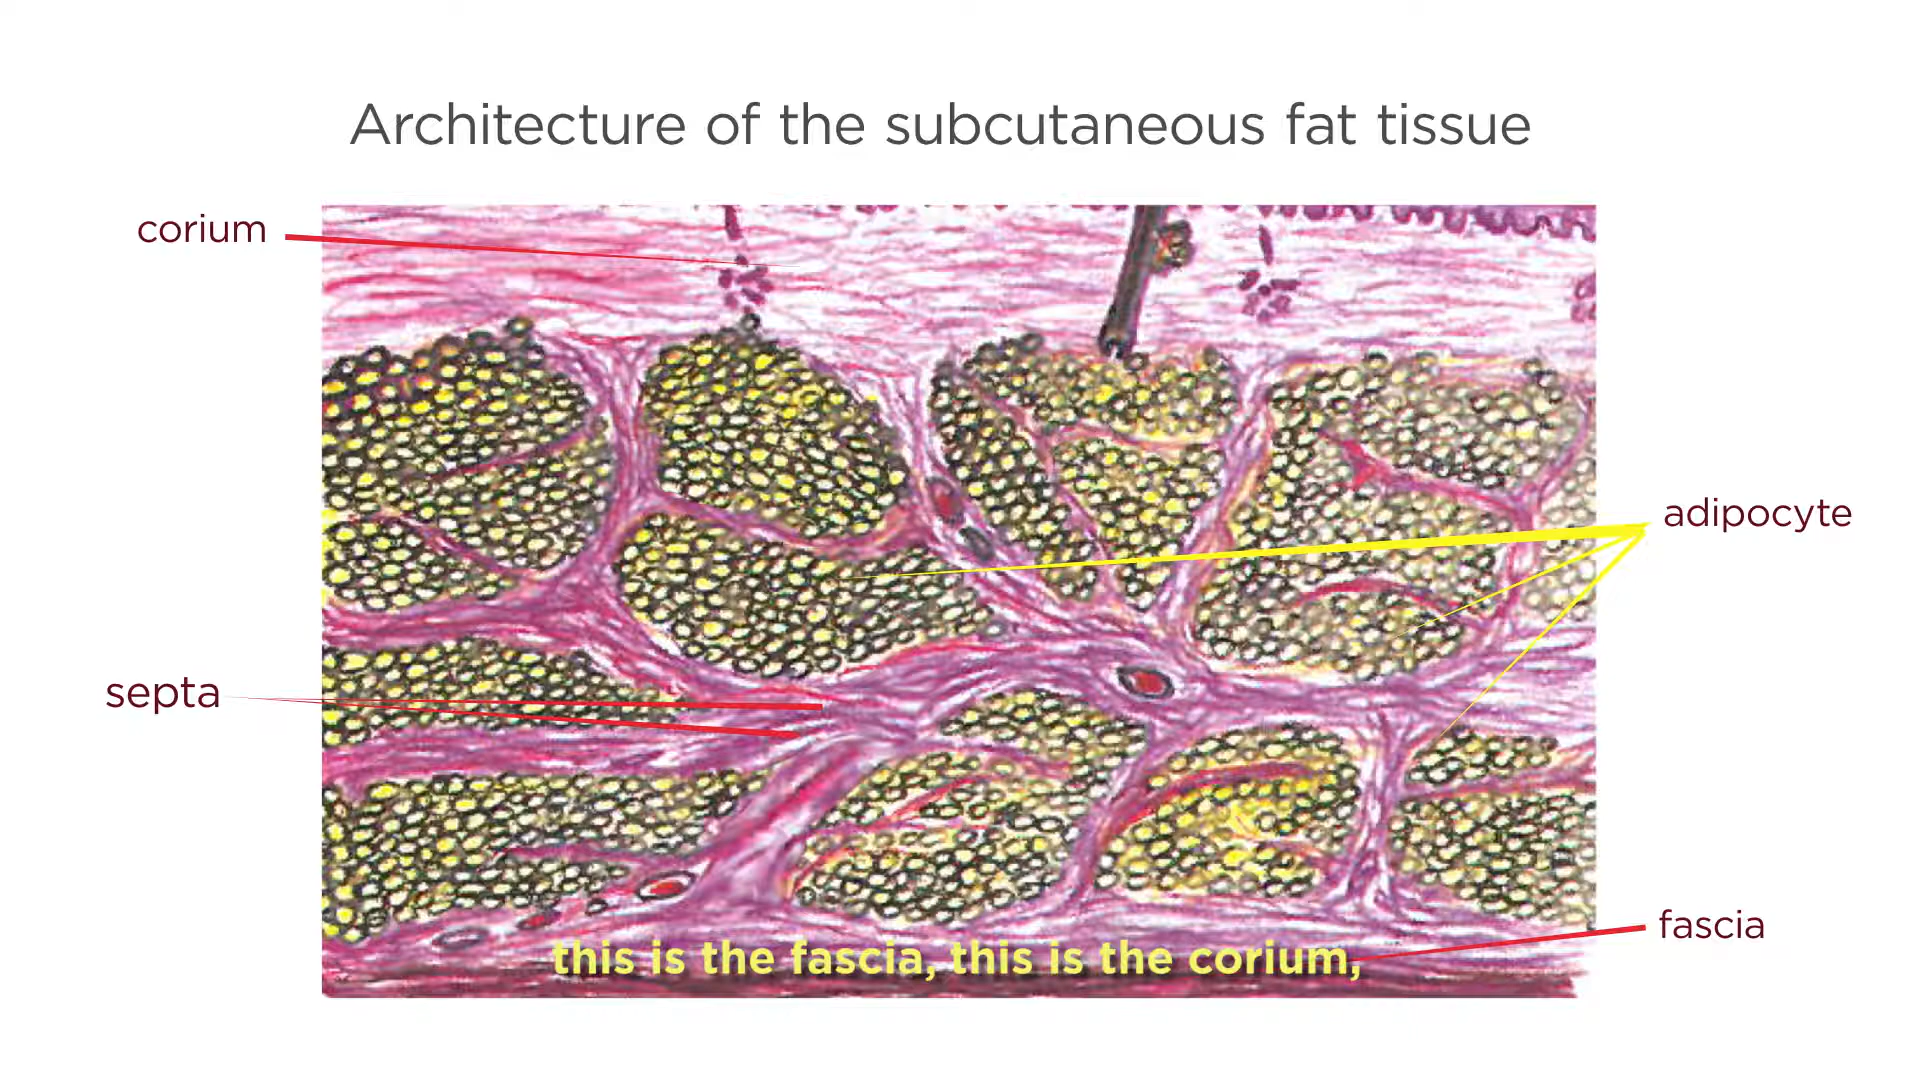 Architecture of the subcutaneous fat tissue
corium
adipocyte
septa
fascia
this is the fascia, this is the corium,